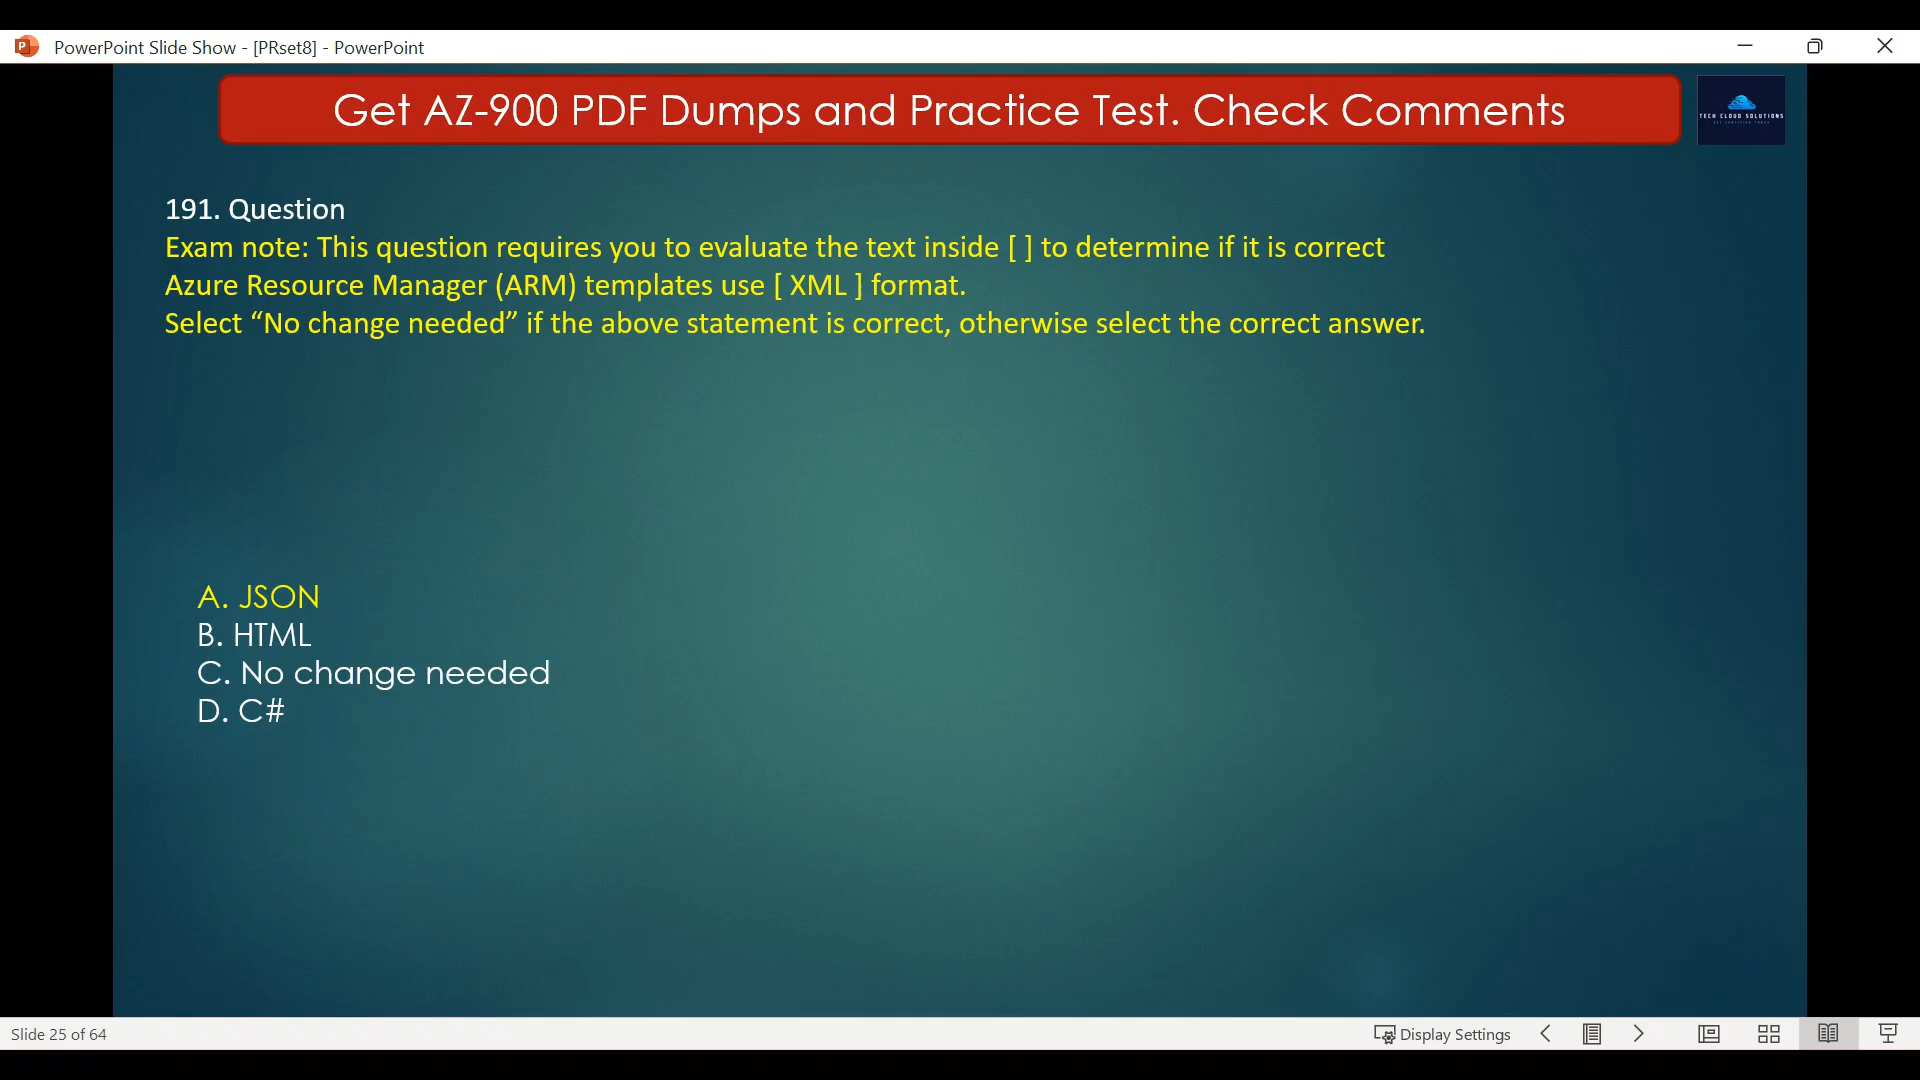 PowerPoint Slide Show - [PRset8] - PowerPoint
Get AZ-900 PDF Dumps and Practice Test. Check Comments
TECH CLOUD SOLUTIONS
191. Question
Exam note: This question requires you to evaluate the text inside [ ] to determine if it is correct
Azure Resource Manager (ARM) templates use [ XML ] format.
Select “No change needed” if the above statement is correct, otherwise select the correct answer.
A. JSON
B. HTML
C. No change needed
D. C#
Slide 25 of 64
Display Settings